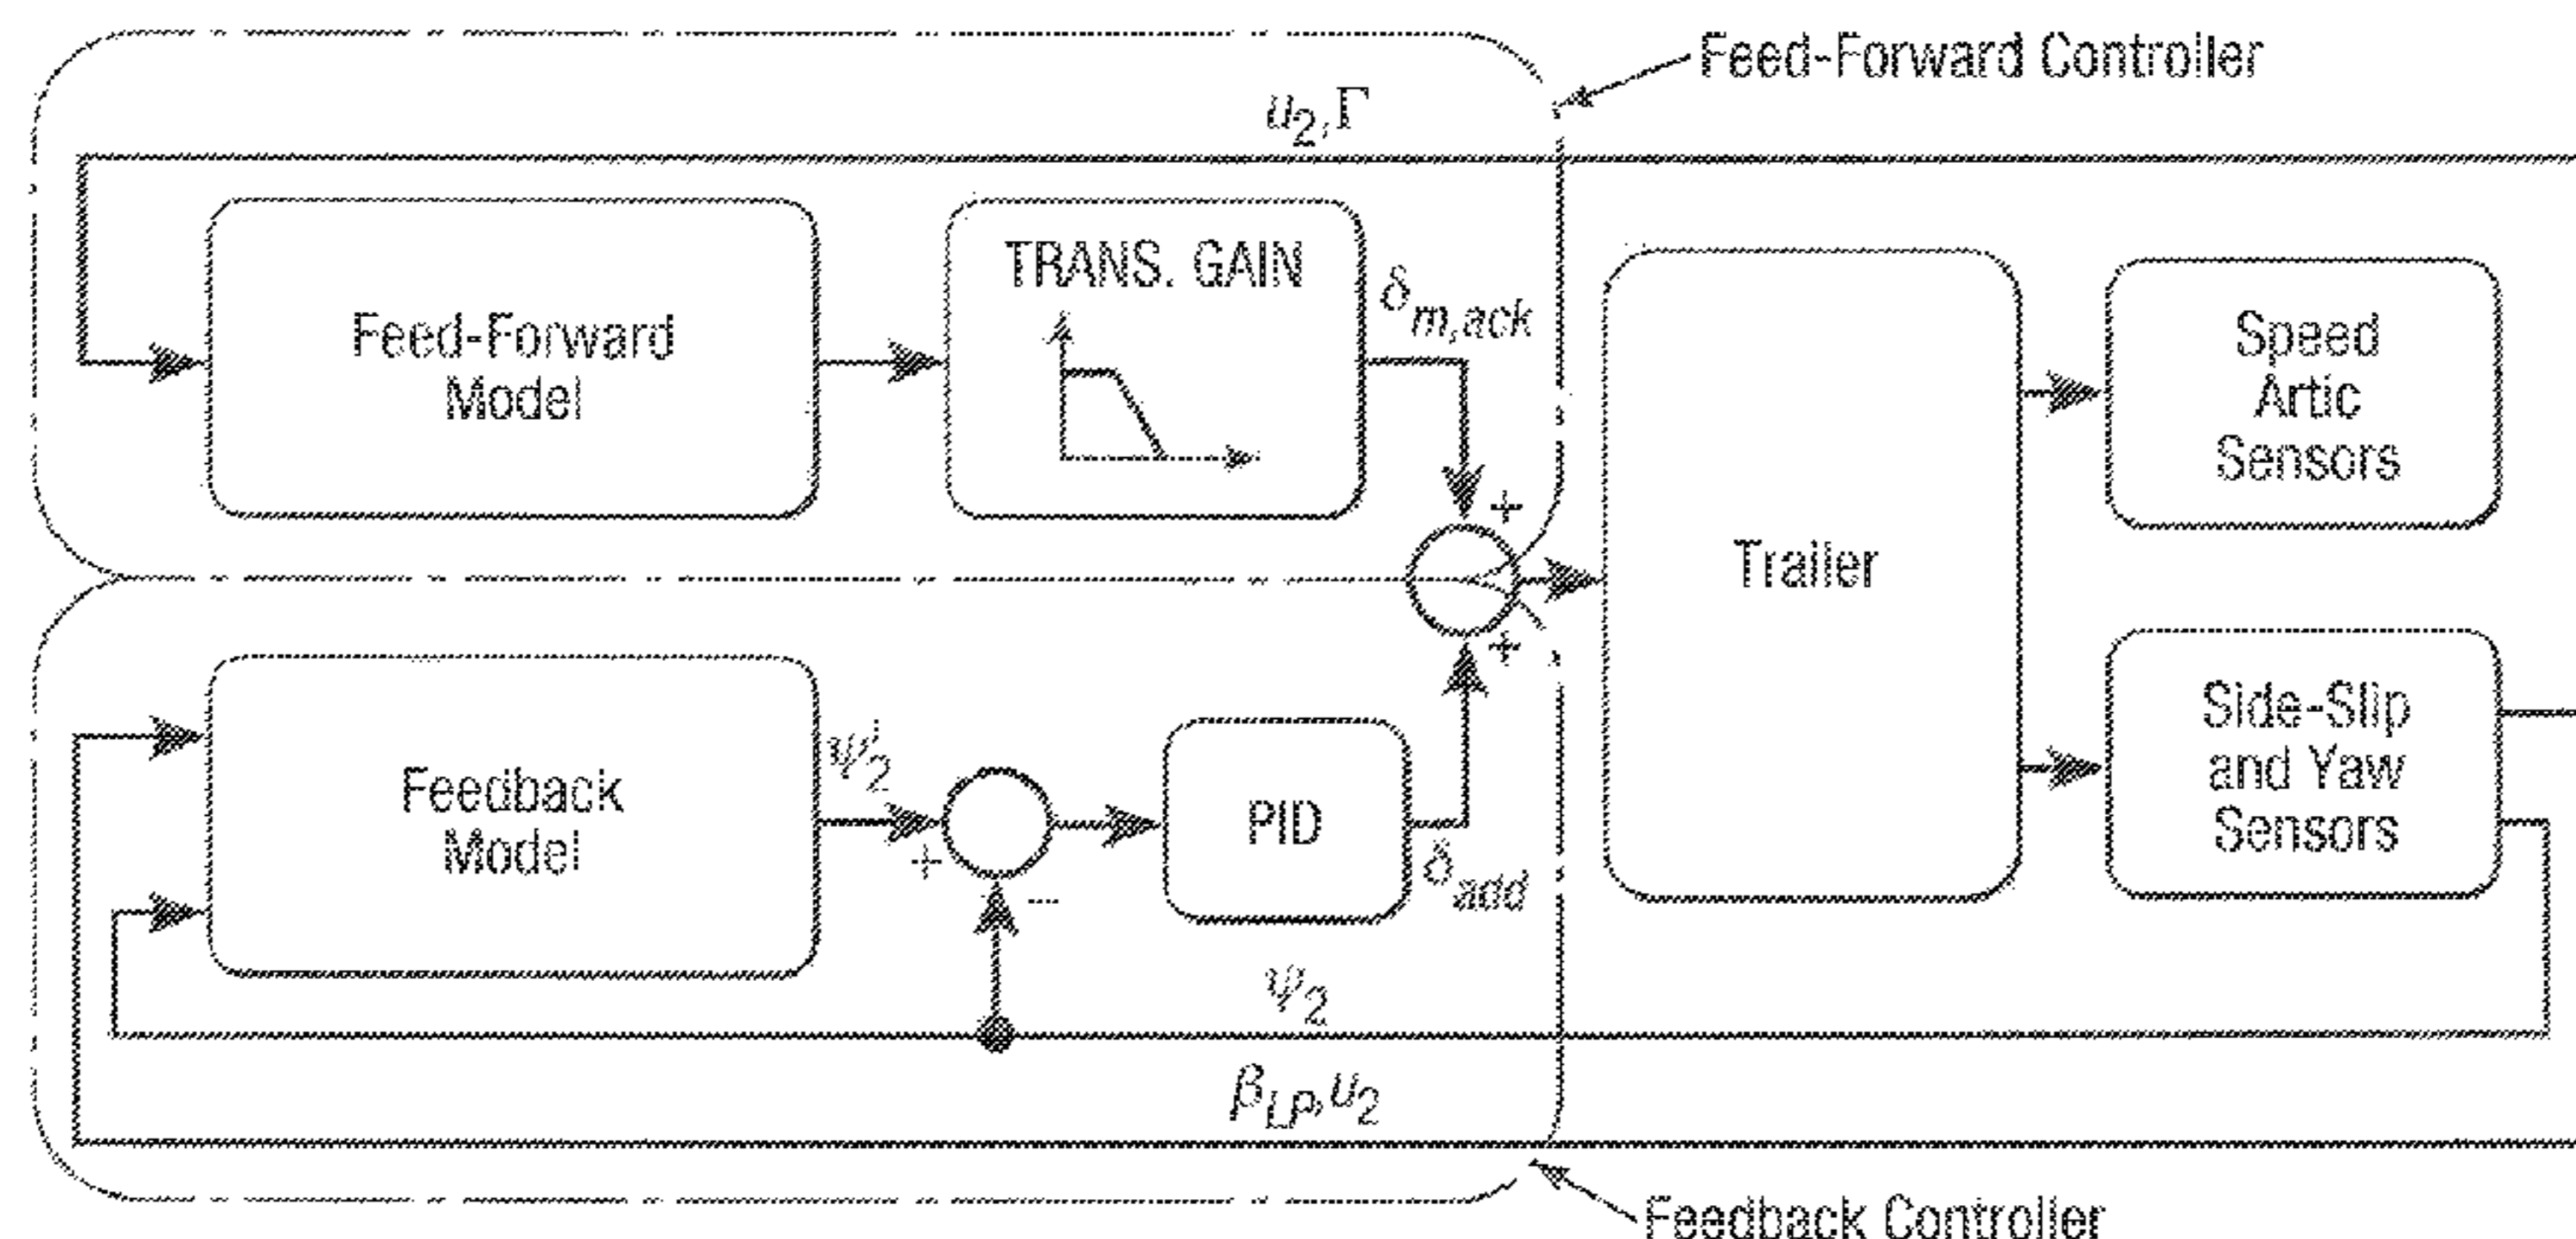 Feed-Forward Controller
u₂,Γ
Feed-Forward
Model
TRANS. GAIN
δm,ack
+
Trailer
Speed
Artic
Sensors
+
Feedback
Model
ψ̇₂
+
−
PID
δadd
Side-Slip
and Yaw
Sensors
ψ₂
βLP,u₂
Feedback Controller